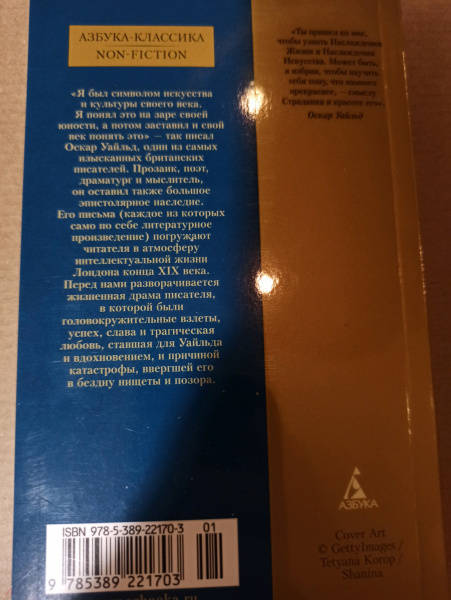 АЗБУКА-КЛАССИКА
NON-FICTION
«Я был символом искусства
и культуры своего века.
Я понял это на заре своей
юности, а потом заставил и свой
век понять это» — так писал
Оскар Уайльд, один из самых
изысканных британских
писателей. Прозаик, поэт,
драматург и мыслитель,
он оставил также большое
эпистолярное наследие.
Его письма (каждое из которых
само по себе литературное
произведение) погружают
читателя в атмосферу
интеллектуальной жизни
Лондона конца XIX века.
Перед нами разворачивается
жизненная драма писателя,
в которой были
головокружительные взлеты,
успех, слава и трагическая
любовь, ставшая для Уайльда
и вдохновением, и причиной
катастрофы, ввергшей его
в бездну нищеты и позора.
ISBN 978-5-389-22170-3 01
9 785389 221703
«Ты пришел ко мне,
чтобы узнать Наслаждение
Жизни и Наслаждение
Искусства. Может быть,
я избран, чтобы научить
тебя тому, что намного
прекраснее, — смыслу
Страдания и красоте его».
Оскар Уайльд
АЗБУКА
Cover Art
© GettyImages /
Tetyana Korop /
Shanina